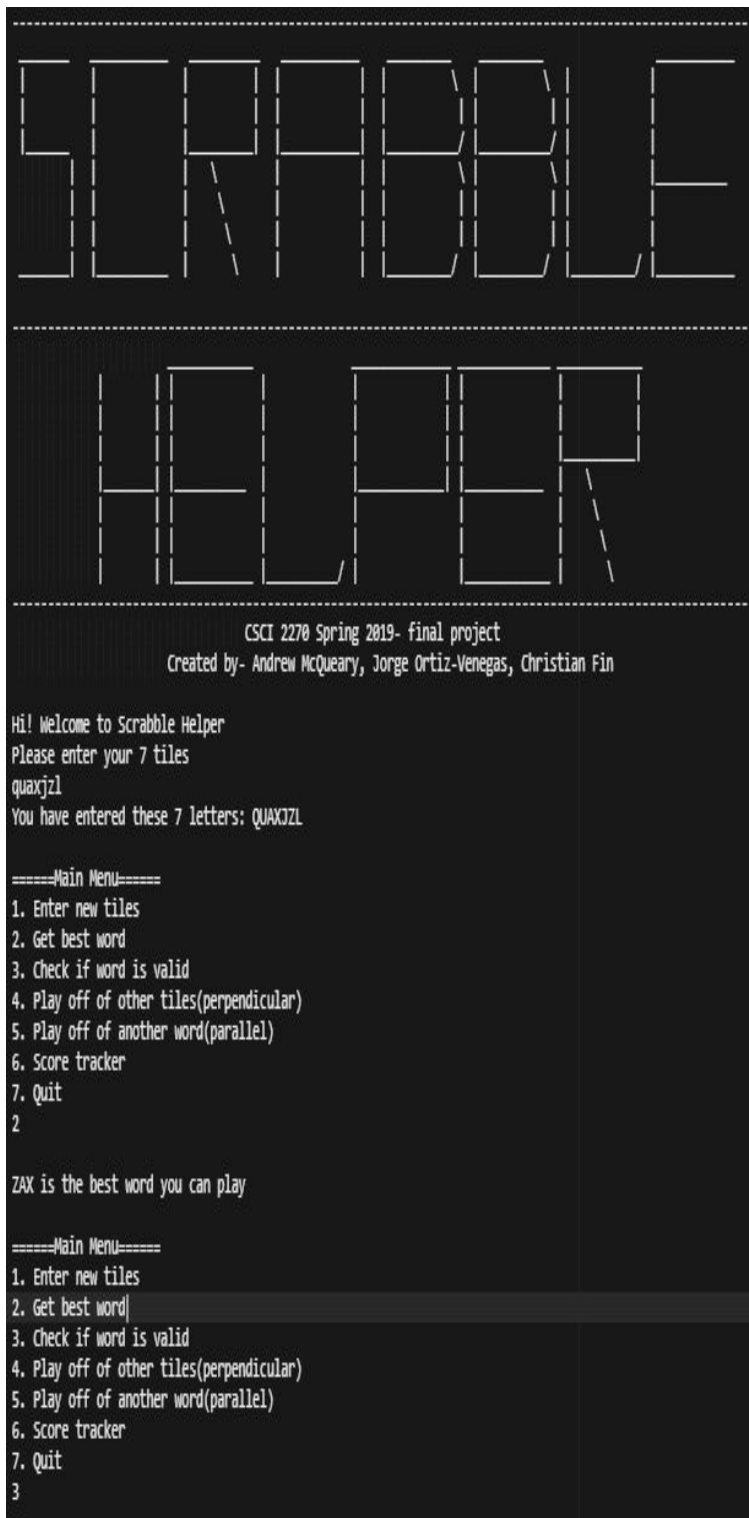 SCRABBLE
HELPER
CSCI 2270 Spring 2019- final project
Created by- Andrew McQueary, Jorge Ortiz-Venegas, Christian Fin
Hi! Welcome to Scrabble Helper
Please enter your 7 tiles
quaxjzl
You have entered these 7 letters: QUAXJZL
======Main Menu======
1. Enter new tiles
2. Get best word
3. Check if word is valid
4. Play off of other tiles(perpendicular)
5. Play off of another word(parallel)
6. Score tracker
7. Quit
2
ZAX is the best word you can play
======Main Menu======
1. Enter new tiles
2. Get best word
3. Check if word is valid
4. Play off of other tiles(perpendicular)
5. Play off of another word(parallel)
6. Score tracker
7. Quit
3